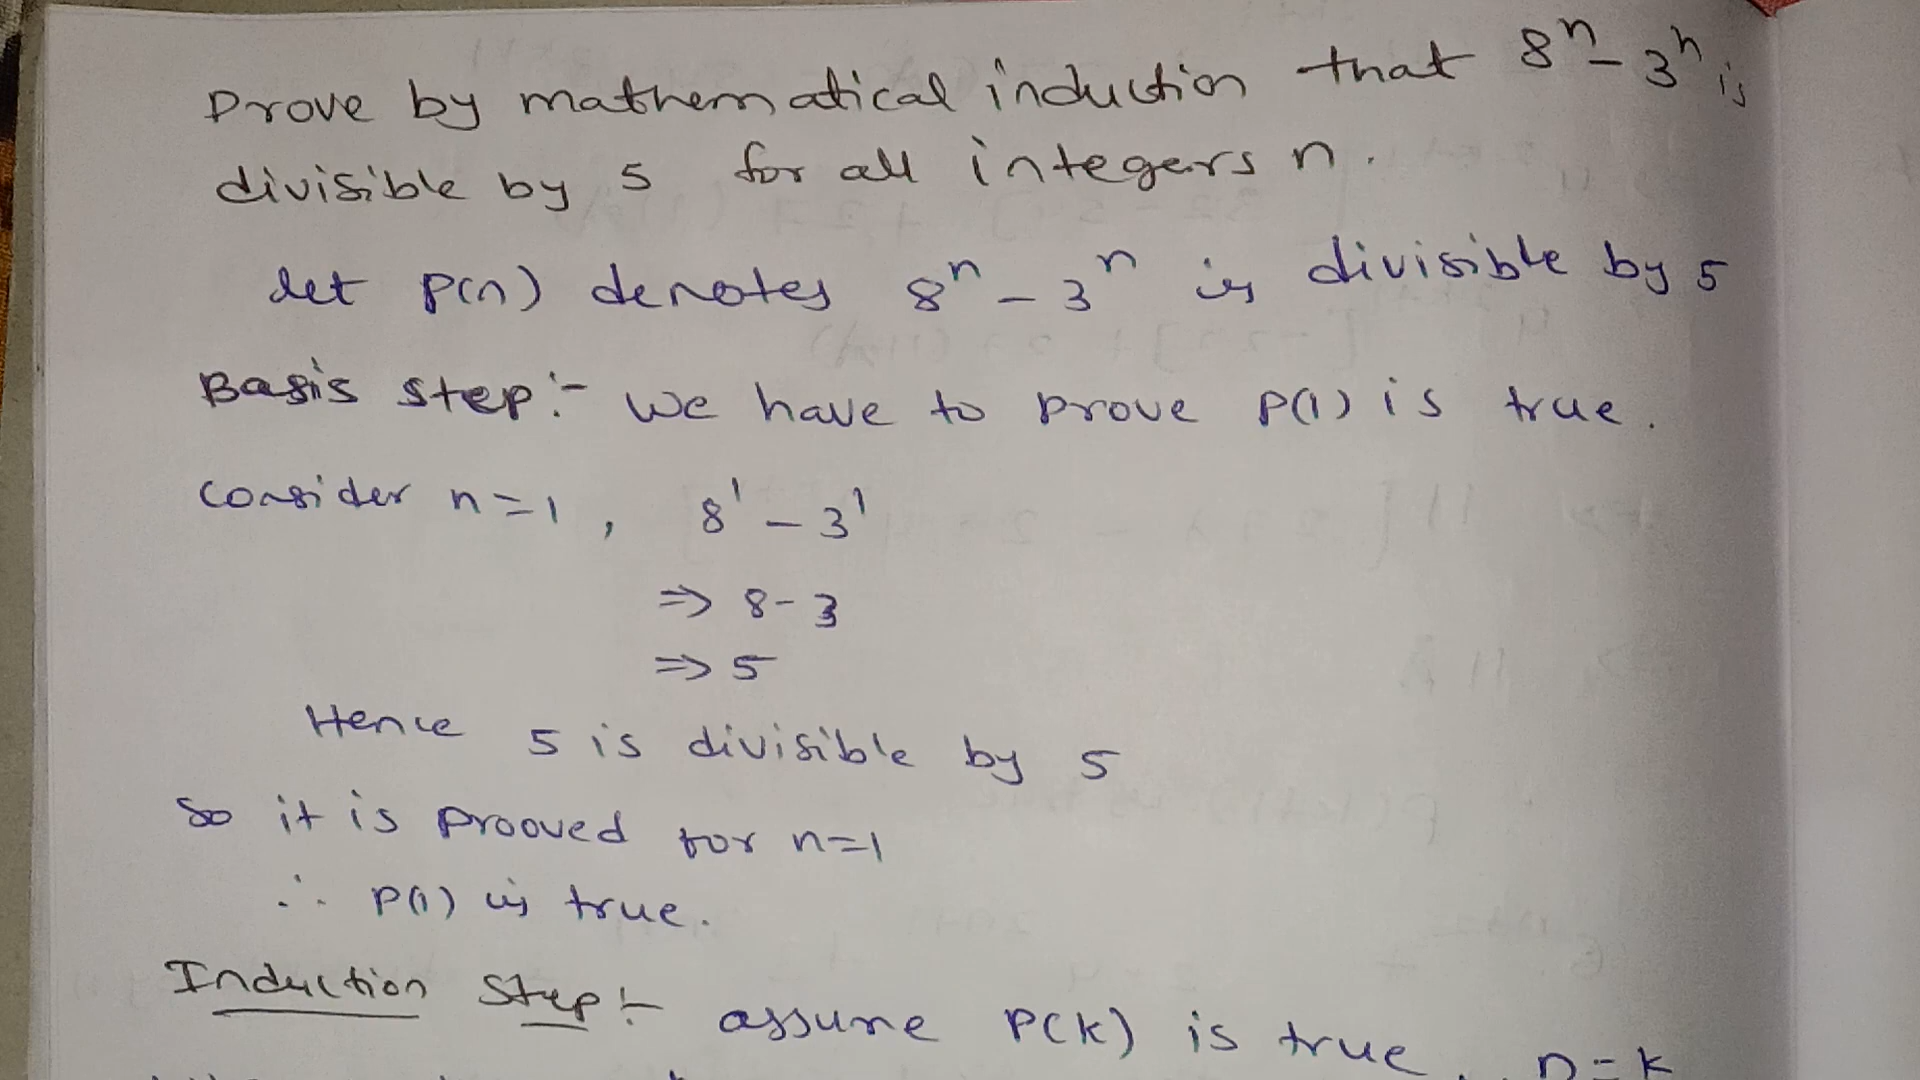 Prove by mathematical induction that 8ⁿ - 3ⁿ is
divisible by 5 for all integers n.
Let P(n) denotes 8ⁿ - 3ⁿ is divisible by 5
Basis step:- We have to prove P(1) is true.
Consider n=1, 8¹ - 3¹
⇒ 8-3
⇒ 5
Hence 5 is divisible by 5
So it is prooved for n=1
∴ P(1) is true.
Induction Step:- assume P(k) is true, n=k